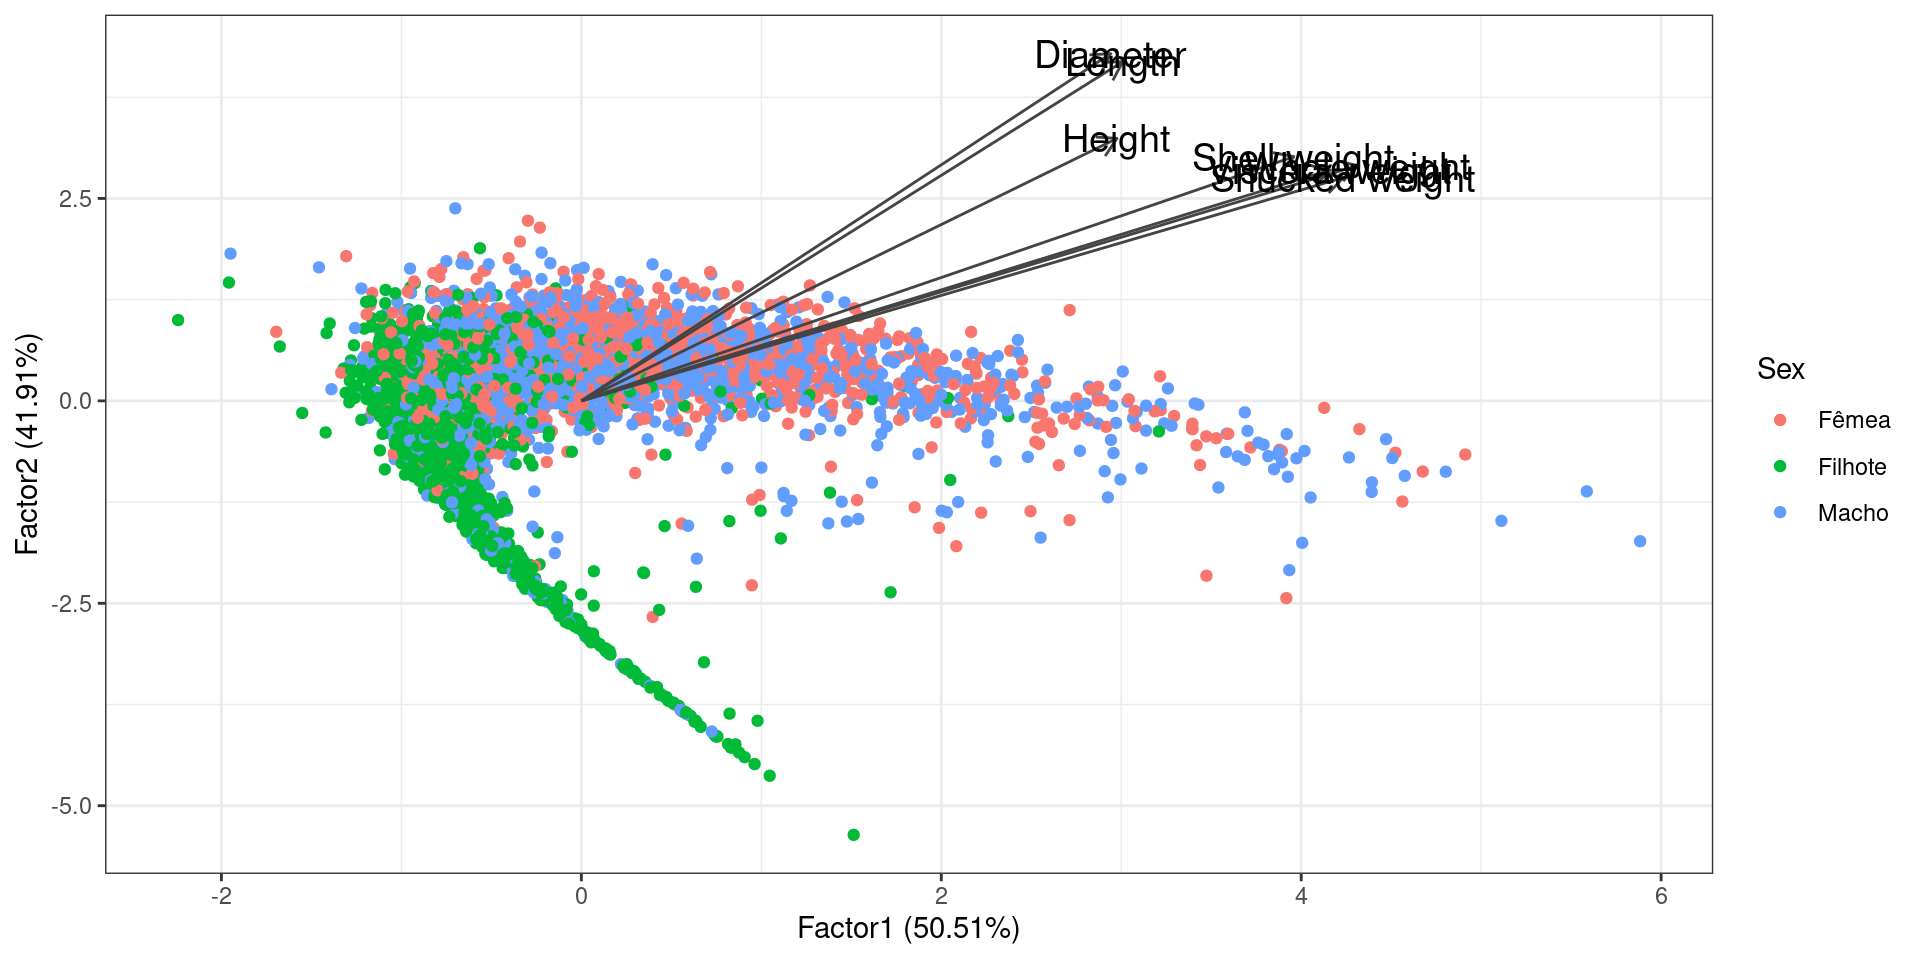 Diameter
Length
Height
Shell weight
Shucked weight
2.5
0.0
-2.5
-5.0
-2
0
2
4
6
Factor1 (50.51%)
Factor2 (41.91%)
Sex
Fêmea
Filhote
Macho